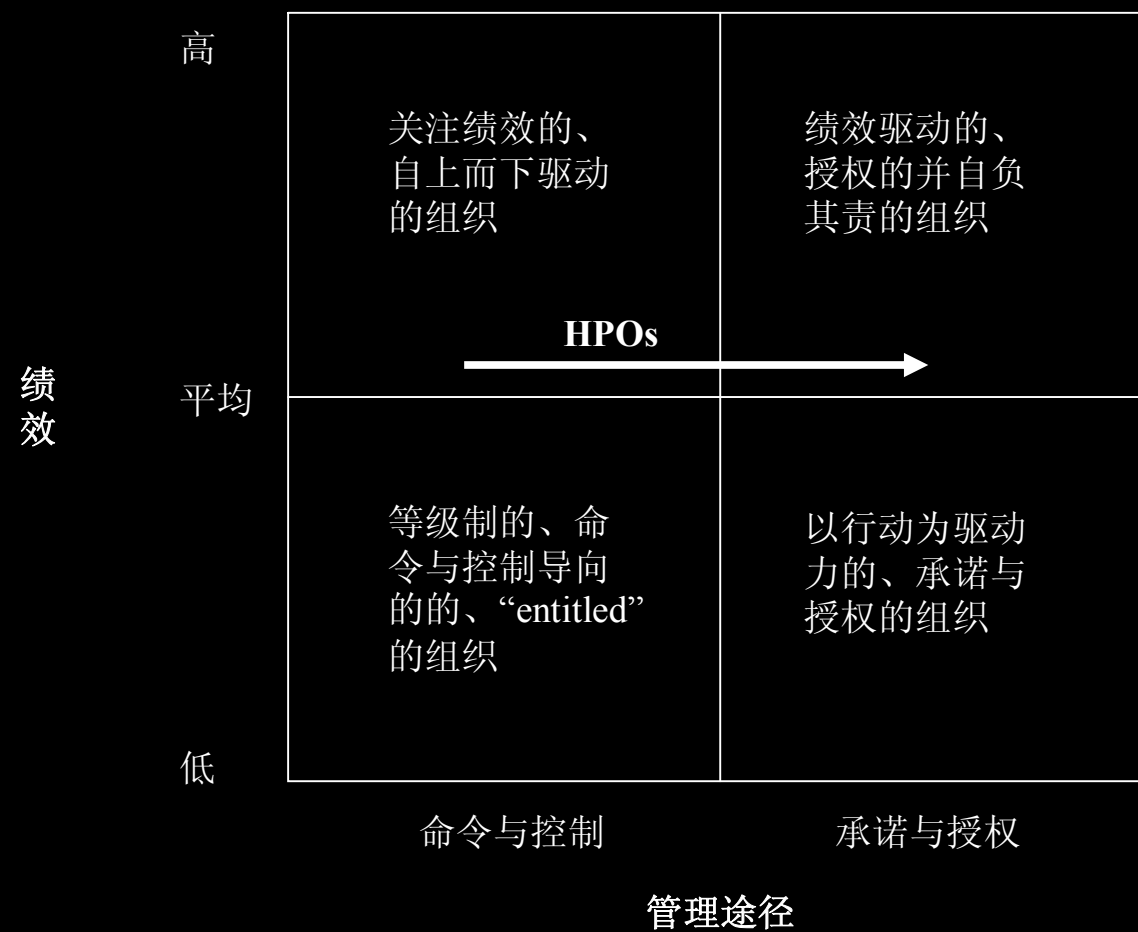 高
关注绩效的、
自上而下驱动
的组织
绩效驱动的、
授权的并自负
其责的组织
HPOs
绩
效
平均
等级制的、命
令与控制导向
的的、“entitled”
的组织
以行动为驱动
力的、承诺与
授权的组织
低
命令与控制
承诺与授权
管理途径